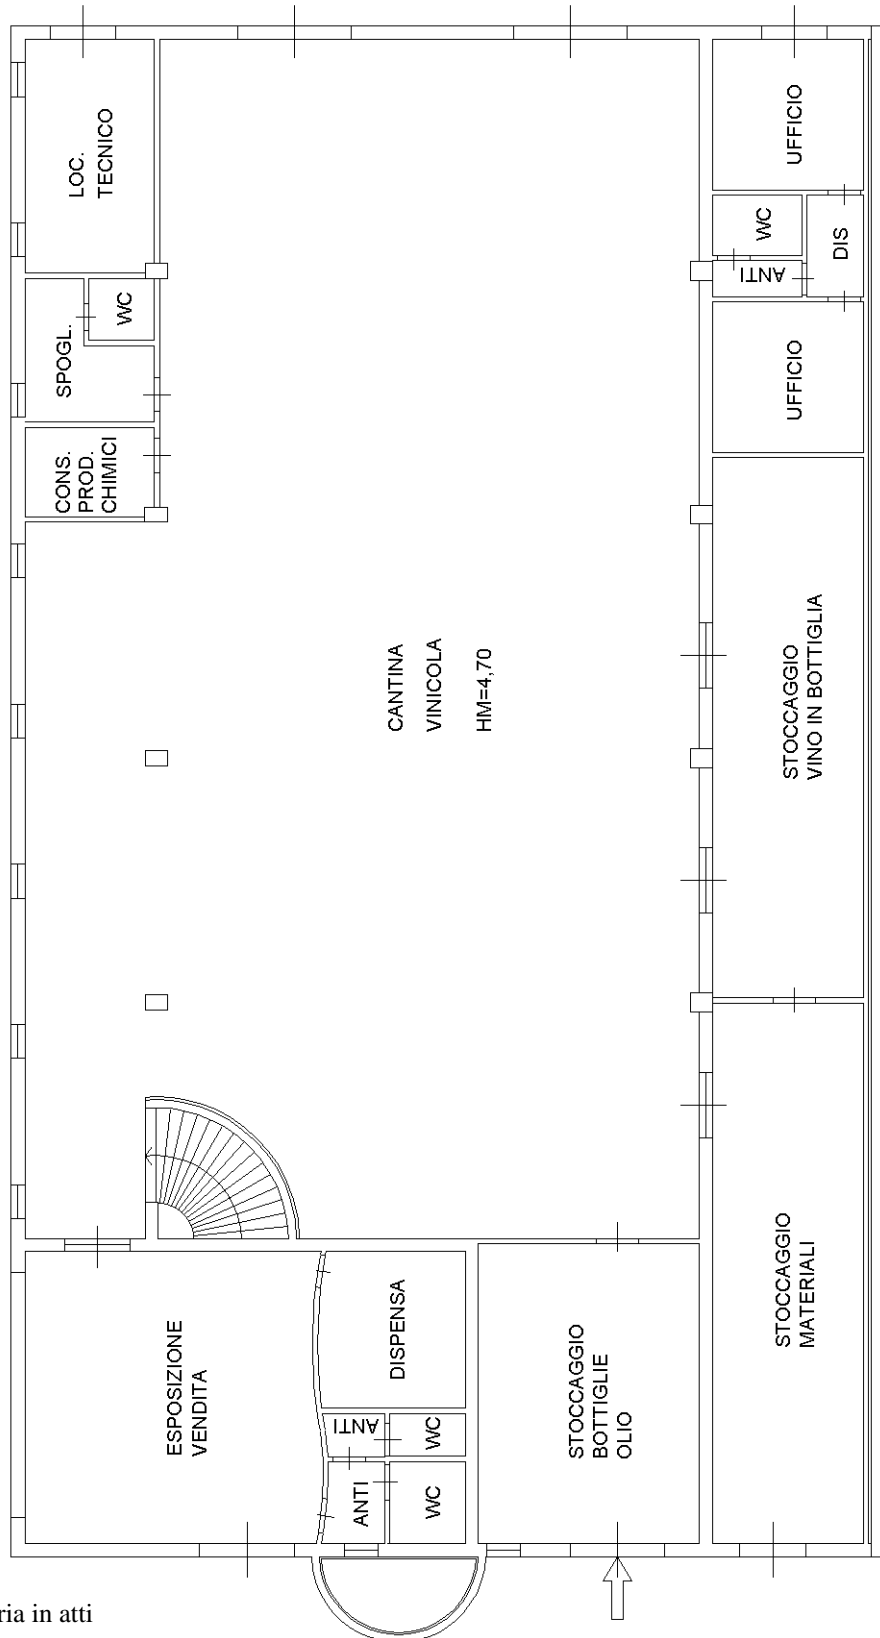 LOC.
TECNICO
SPOGL.
WC
CONS.
PROD.
CHIMICI
UFFICIO
WC
ANTI
DIS
UFFICIO
CANTINA
VINICOLA
HM=4,70
STOCCAGGIO
VINO IN BOTTIGLIA
ESPOSIZIONE
VENDITA
DISPENSA
ANTI
WC
ANTI
WC
STOCCAGGIO
BOTTIGLIE
OLIO
STOCCAGGIO
MATERIALI
ria in atti